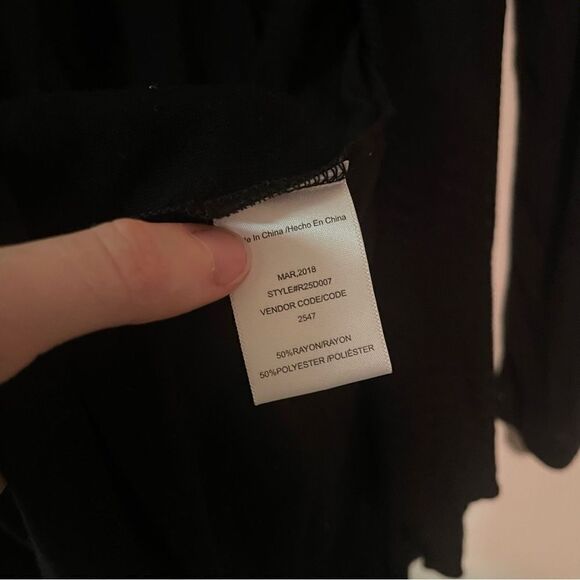 In China /Hecho En China
MAR,2018
STYLE#R25D007
VENDOR CODE/CODE
2547
50%RAYON/RAYON
50%POLYESTER /POLIÉSTER